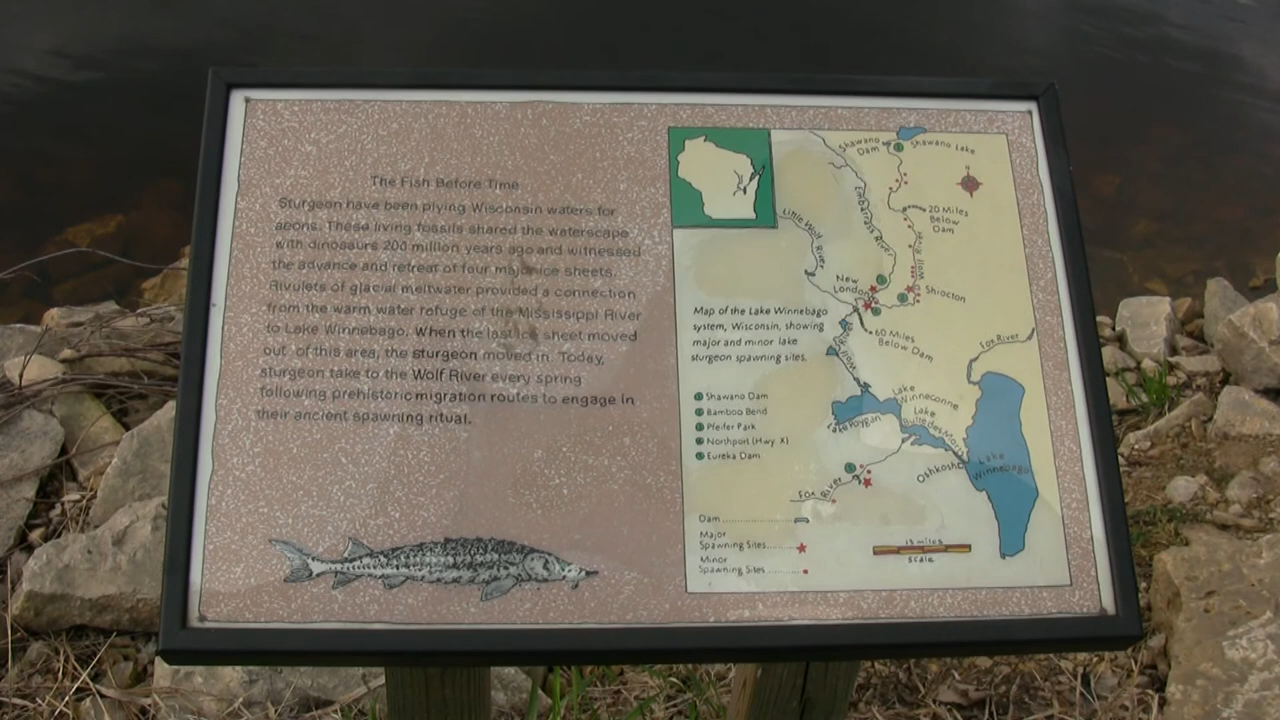 The Fish Before Time
Sturgeon have been plying Wisconsin waters for
aeons. These living fossils shared the waterscape
with dinosaurs 200 million years ago and witnessed
the advance and retreat of four major ice sheets.
Rivulets of glacial meltwater provided a connection
from the warm water refuge of the Mississippi River
to Lake Winnebago. When the last ice sheet moved
out of this area, the sturgeon moved in. Today,
sturgeon take to the Wolf River every spring
following prehistoric migration routes to engage in
their ancient spawning ritual.
Shawano
Dam
1
Shawano Lake
N
Embarrass River
20 Miles
Below
Dam
Little Wolf River
Wolf River
New
London
Shiocton
60 Miles
Below Dam
Wolf River
Fox River
Map of the Lake Winnebago
system, Wisconsin, showing
major and minor lake
sturgeon spawning sites.
1 Shawano Dam
2 Bamboo Bend
3 Pfeifer Park
4 Northport (Hwy. X)
5 Eureka Dam
Lake
Winneconne
Lake Poygan
Lake
Butte des Morts
Oshkosh
Lake
Winnebago
5
Fox River
Dam
Major
Spawning Sites
Minor
Spawning Sites
13 miles
Scale